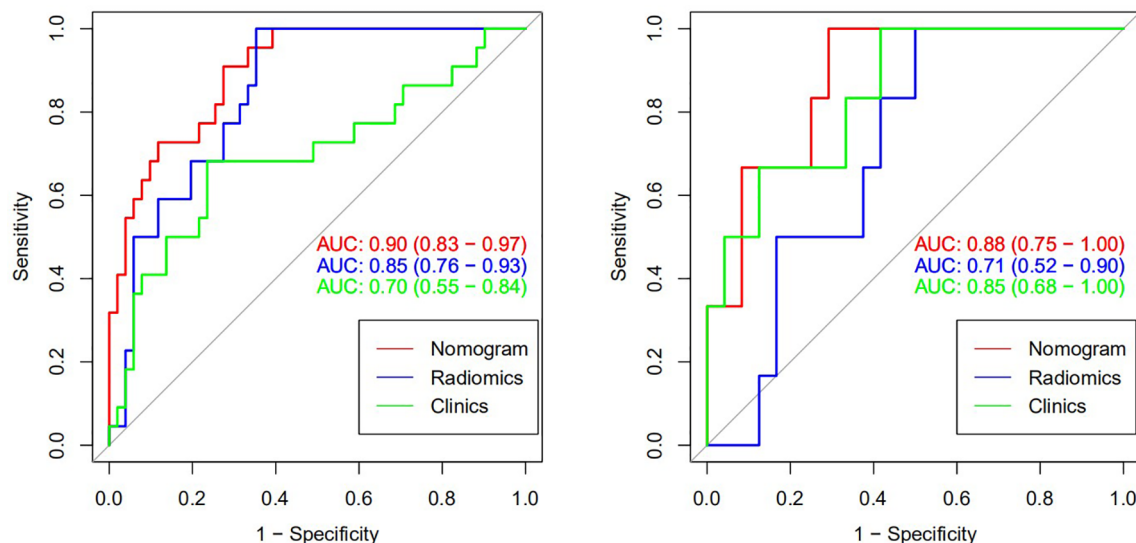 Sensitivity
1.0
0.8
0.6
0.4
0.2
0.0
AUC: 0.90 (0.83 − 0.97)
AUC: 0.85 (0.76 − 0.93)
AUC: 0.70 (0.55 − 0.84)
Nomogram
Radiomics
Clinics
0.0 0.2 0.4 0.6 0.8 1.0
1 − Specificity
Sensitivity
1.0
0.8
0.6
0.4
0.2
0.0
AUC: 0.88 (0.75 − 1.00)
AUC: 0.71 (0.52 − 0.90)
AUC: 0.85 (0.68 − 1.00)
Nomogram
Radiomics
Clinics
0.0 0.2 0.4 0.6 0.8 1.0
1 − Specificity